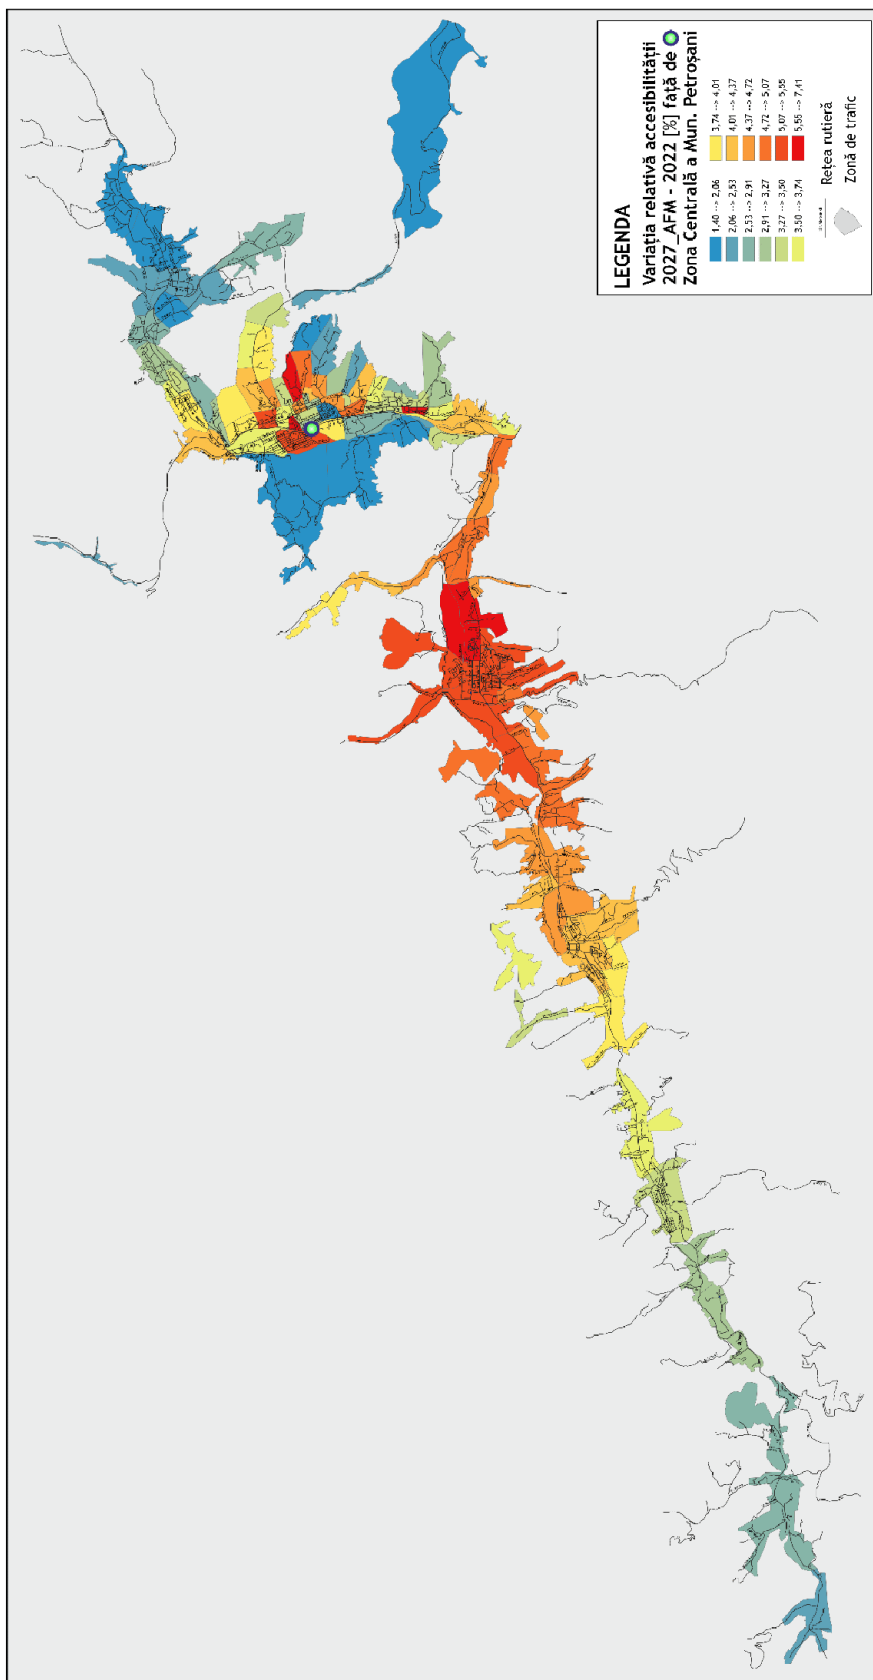 LEGENDA
Variația relativă accesibilității
2027_AFM - 2022 [%] față de
Zona Centrală a Mun. Petroșani
1,40 --> 2,06
2,06 --> 2,53
2,53 --> 2,91
2,91 --> 3,27
3,27 --> 3,50
3,50 --> 3,74
3,74 --> 4,01
4,01 --> 4,37
4,37 --> 4,72
4,72 --> 5,07
5,07 --> 5,55
5,55 --> 7,41
Rețea rutieră
Zonă de trafic